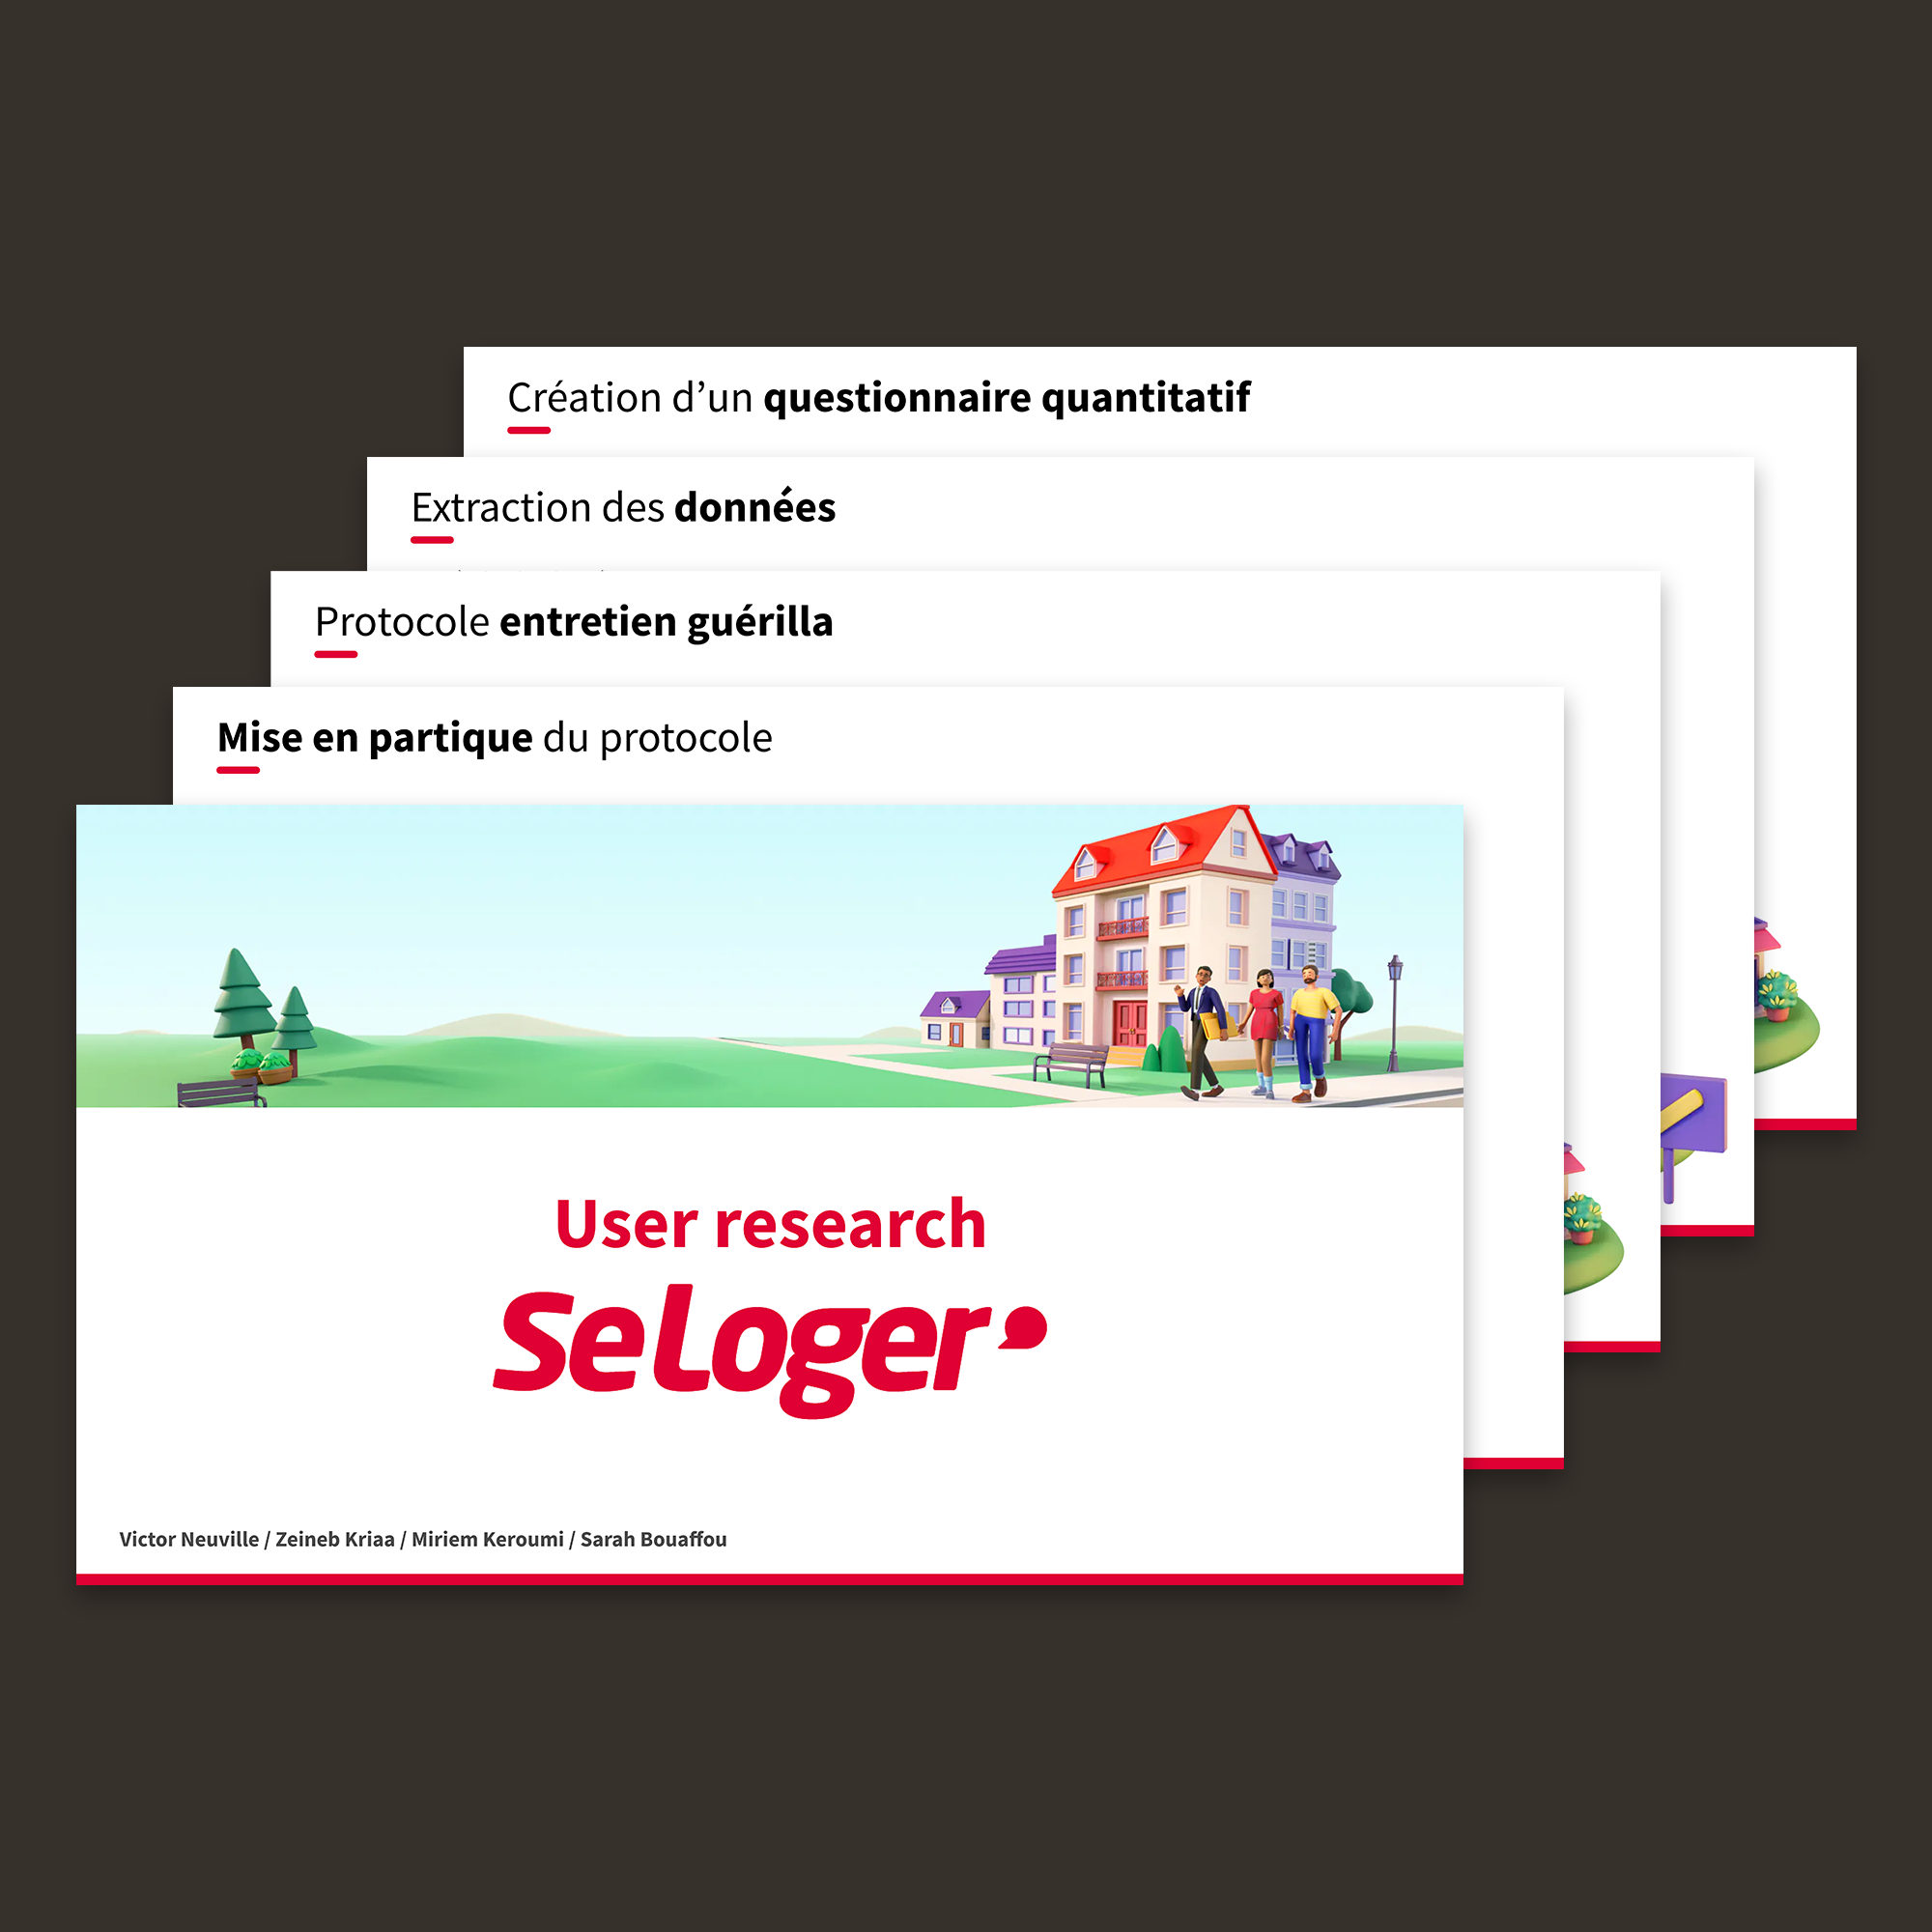 Création d’un questionnaire quantitatif
Extraction des données
Protocole entretien guérilla
Mise en partique du protocole
User research
SeLoger
Victor Neuville / Zeineb Kriaa / Miriem Keroumi / Sarah Bouaffou